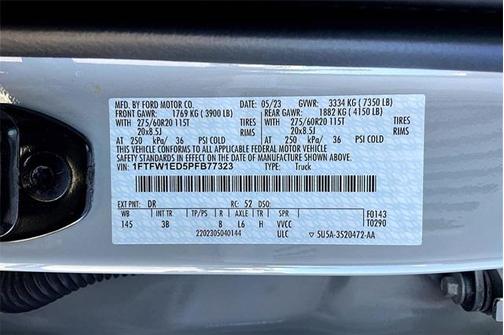 MFD. BY FORD MOTOR CO. DATE: 05/23 GVWR: 3334 KG ( 7350 LB)
FRONT GAWR: 1769 KG ( 3900 LB) REAR GAWR: 1882 KG ( 4150 LB)
WITH 275/60R20 115T TIRES WITH 275/60R20 115T TIRES
20x8.5J RIMS 20x8.5J RIMS
AT 250 kPa/ 36 PSI COLD AT 250 kPa/ 36 PSI COLD
THIS VEHICLE CONFORMS TO ALL APPLICABLE FEDERAL MOTOR VEHICLE
SAFETY AND THEFT PREVENTION STANDARDS IN EFFECT ON THE DATE OF MANUFACTURE SHOWN ABOVE.
VIN: 1FTFW1ED5PFB77323 TYPE: Truck
EXT PNT: DR RC: 52 DSO:
WB INT TR TP/PS R AXLE TR SPR F0143
145 3B 8 L6 H VVCC T0290
2202305040144 ULC 5U5A-3520472-AA